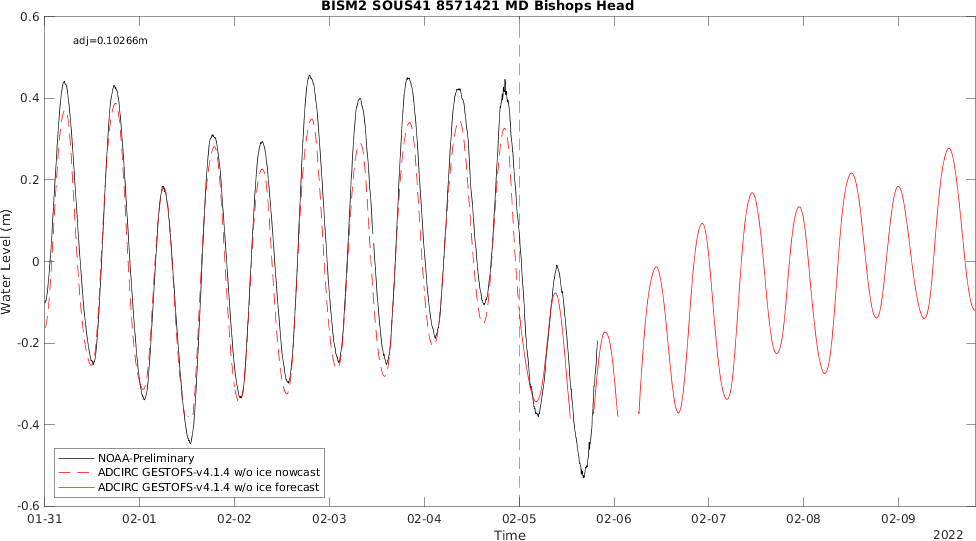 BISM2 SOUS41 8571421 MD Bishops Head
adj=0.10266m
0.6
0.4
0.2
0
-0.2
-0.4
-0.6
Water Level (m)
NOAA-Preliminary
ADCIRC GESTOFS-v4.1.4 w/o ice nowcast
ADCIRC GESTOFS-v4.1.4 w/o ice forecast
01-31 02-01 02-02 02-03 02-04 02-05 02-06 02-07 02-08 02-09
Time
2022